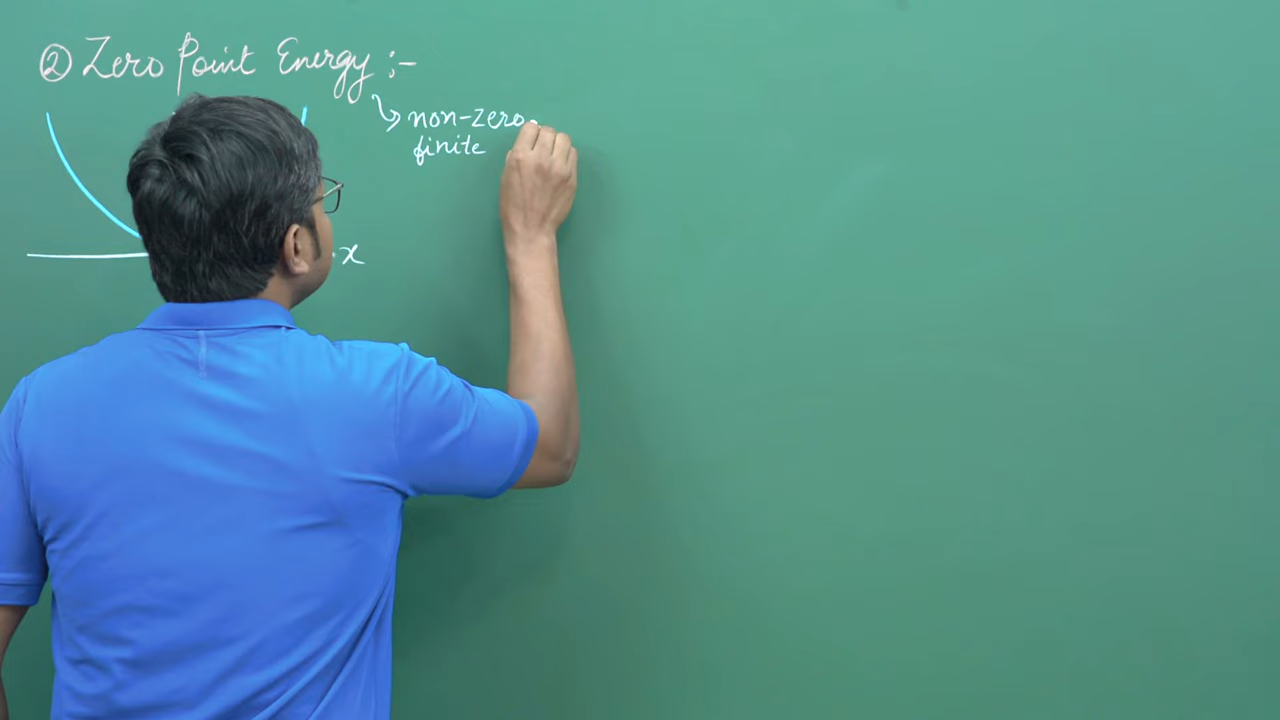 ② Zero Point Energy :-
↳ non-zero
finite
x